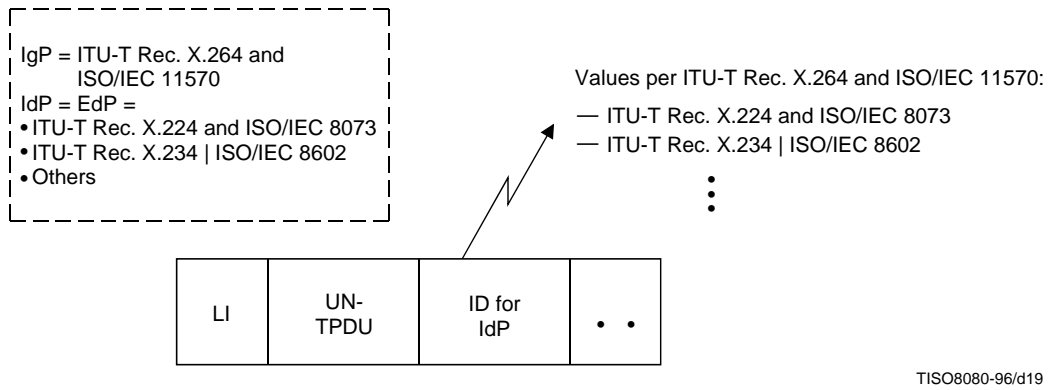 IgP = ITU-T Rec. X.264 and
ISO/IEC 11570
IdP = EdP =
• ITU-T Rec. X.224 and ISO/IEC 8073
• ITU-T Rec. X.234 | ISO/IEC 8602
• Others
Values per ITU-T Rec. X.264 and ISO/IEC 11570:
— ITU-T Rec. X.224 and ISO/IEC 8073
— ITU-T Rec. X.234 | ISO/IEC 8602
LI
UN-
TPDU
ID for
IdP
TISO8080-96/d19